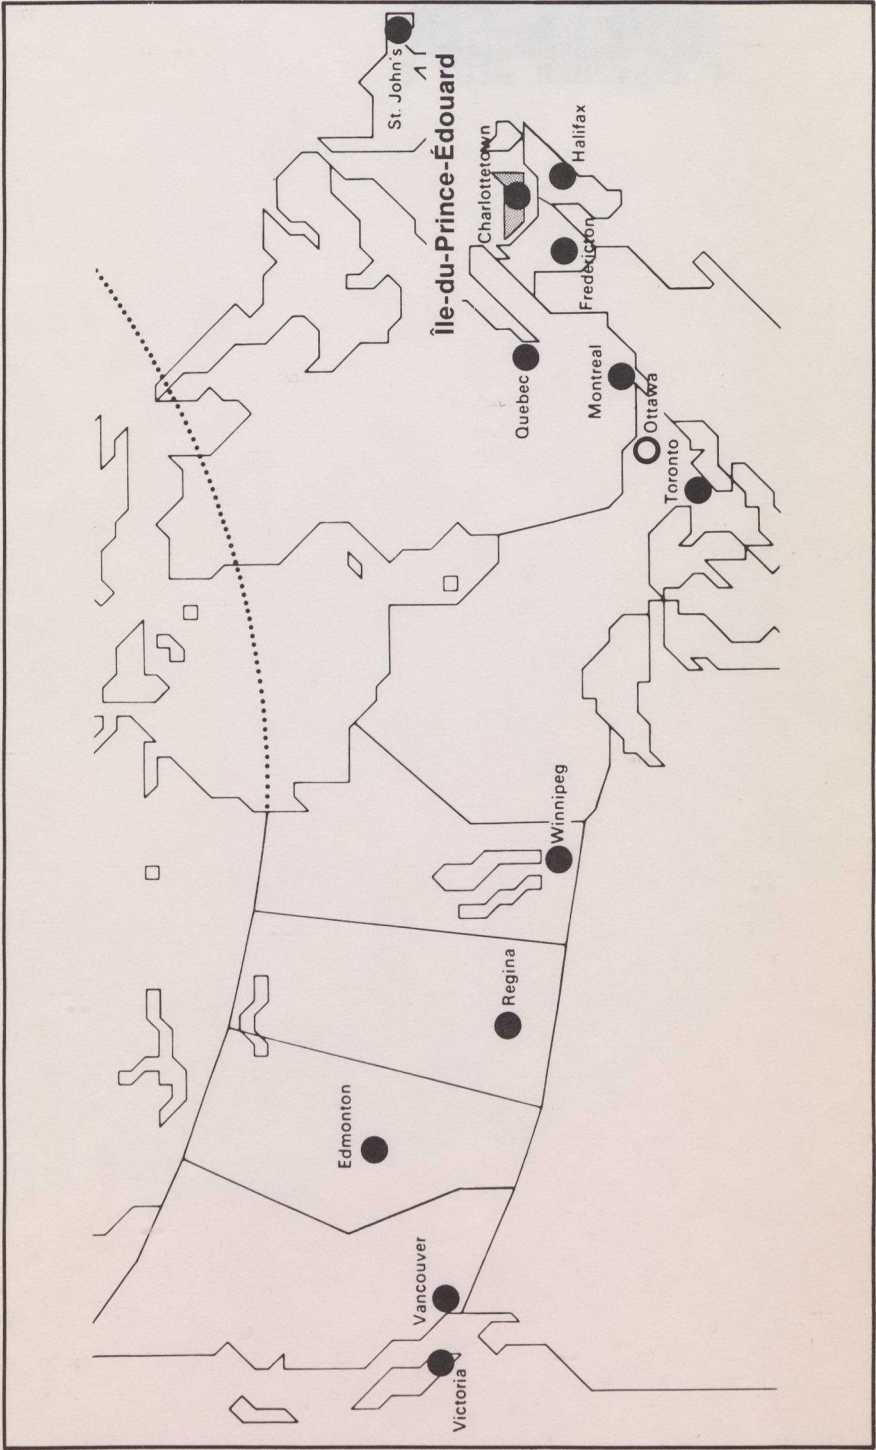 St. John's
Île-du-Prince-Édouard
Charlottetown
Halifax
Fredericton
Quebec
Montreal
Ottawa
Toronto
Winnipeg
Regina
Edmonton
Vancouver
Victoria